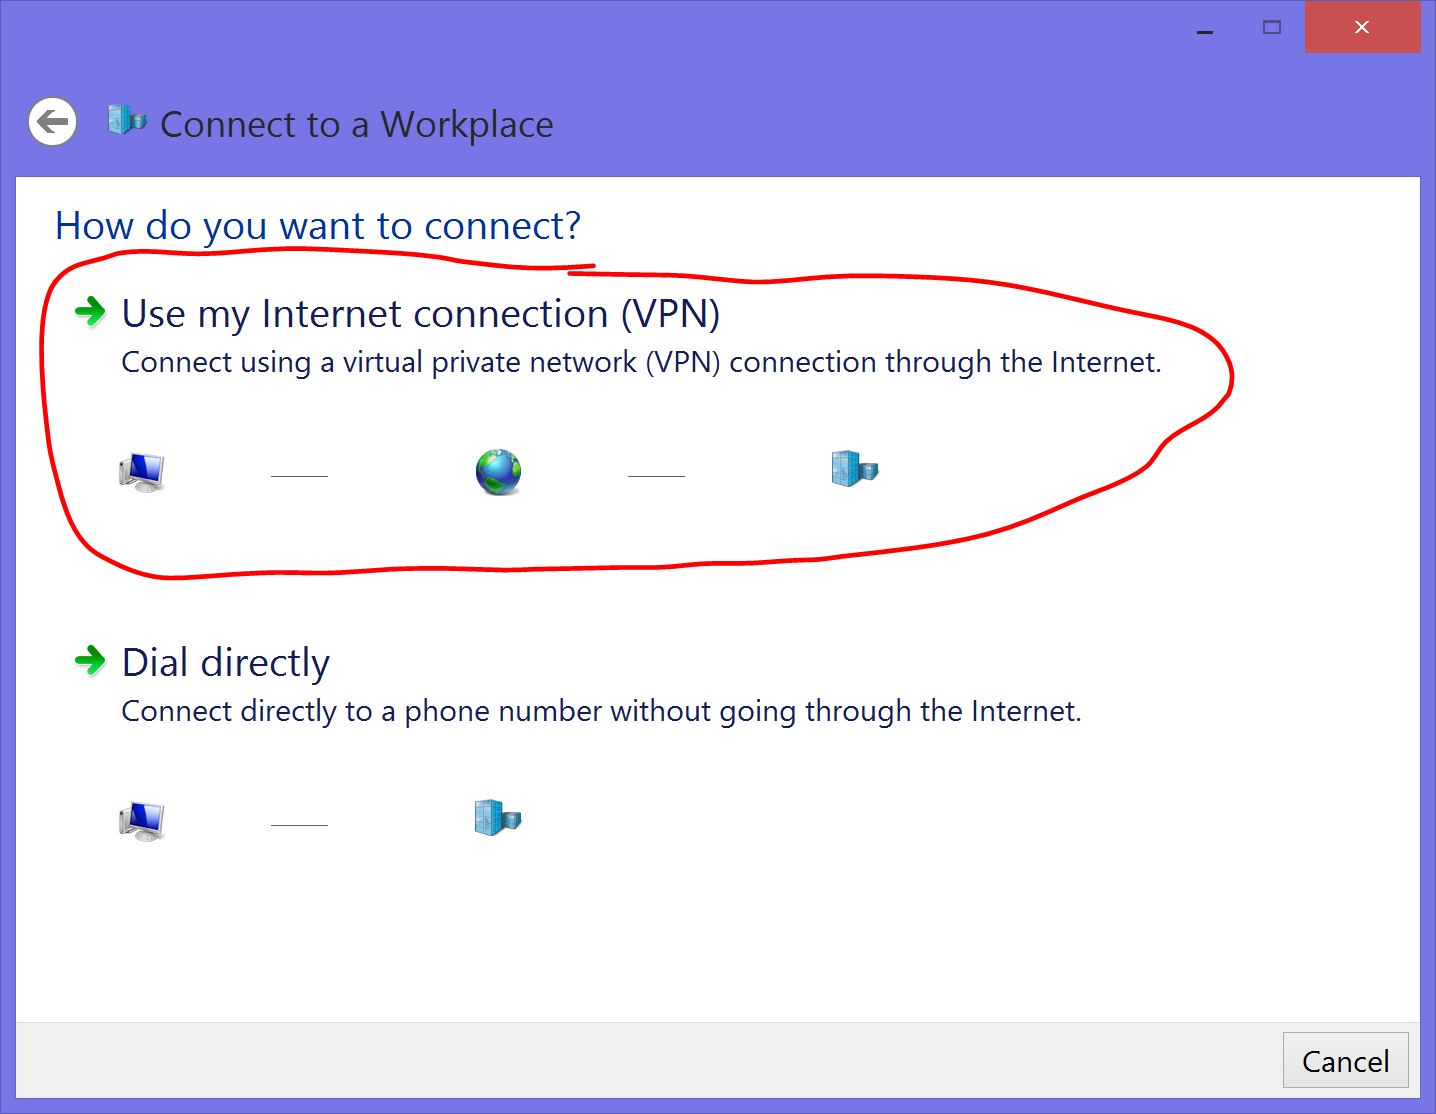 Connect to a Workplace
How do you want to connect?
Use my Internet connection (VPN)
Connect using a virtual private network (VPN) connection through the Internet.
Dial directly
Connect directly to a phone number without going through the Internet.
Cancel